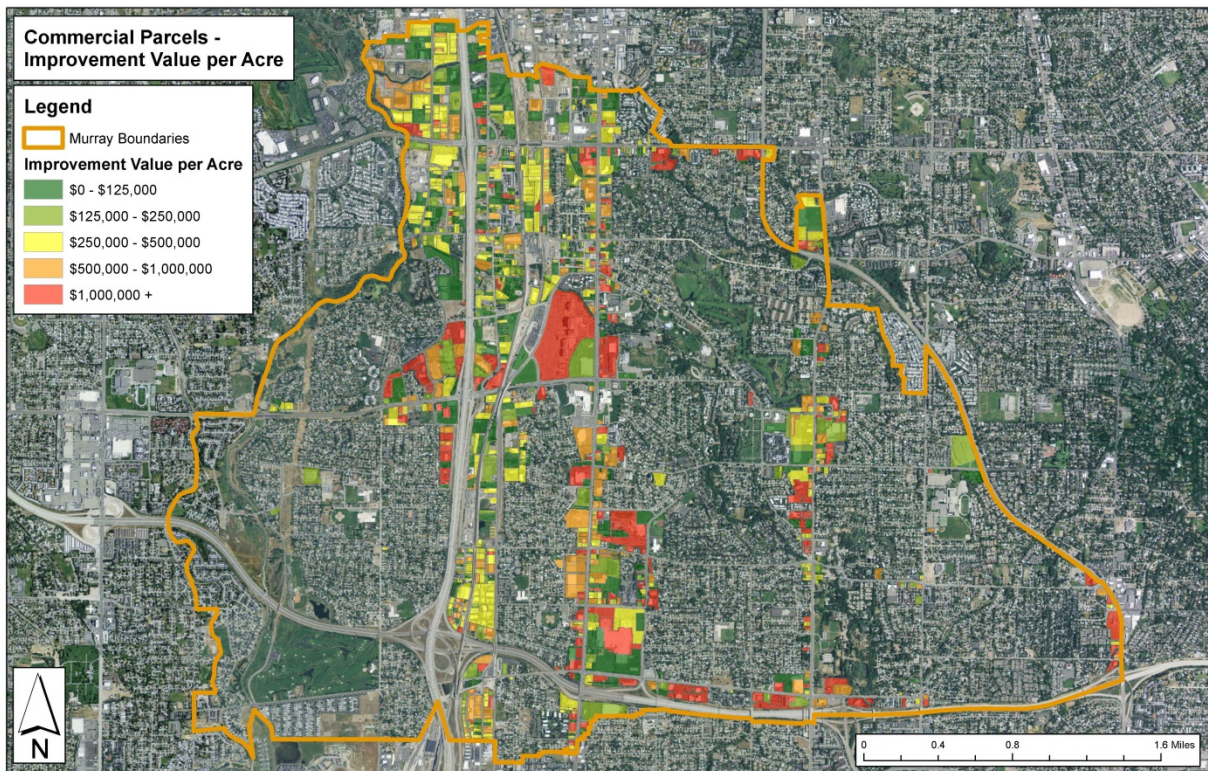 Commercial Parcels -
Improvement Value per Acre
Legend
Murray Boundaries
Improvement Value per Acre
$0 - $125,000
$125,000 - $250,000
$250,000 - $500,000
$500,000 - $1,000,000
$1,000,000 +
N
0 0.4 0.8 1.6 Miles